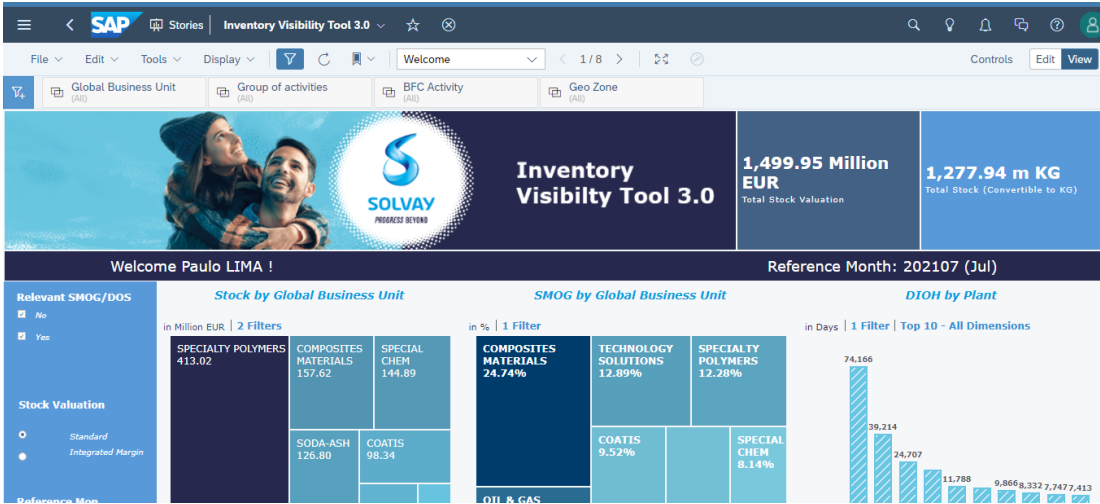 SAP Stories Inventory Visibility Tool 3.0
File Edit Tools Display Welcome 1 / 8 Controls Edit View
Global Business Unit
(All)
Group of activities
(All)
BFC Activity
(All)
Geo Zone
(All)
SOLVAY
PROGRESS BEYOND
Inventory
Visibilty Tool 3.0
1,499.95 Million
EUR
Total Stock Valuation
1,277.94 m KG
Total Stock (Convertible to KG)
Welcome Paulo LIMA !
Reference Month: 202107 (Jul)
Relevant SMOG/DOS
No
Yes
Stock Valuation
Standard
Integrated Margin
Reference Mon
Stock by Global Business Unit
in Million EUR | 2 Filters
SPECIALTY POLYMERS
413.02
COMPOSITES
MATERIALS
157.62
SPECIAL
CHEM
144.89
SODA-ASH
126.80
COATIS
98.34
SMOG by Global Business Unit
in % | 1 Filter
COMPOSITES
MATERIALS
24.74%
TECHNOLOGY
SOLUTIONS
12.89%
SPECIALTY
POLYMERS
12.28%
COATIS
9.52%
SPECIAL
CHEM
8.14%
OIL & GAS
DIOH by Plant
in Days | 1 Filter | Top 10 - All Dimensions
74,166
39,214
24,707
11,788
9,866
8,332
7,747
7,413